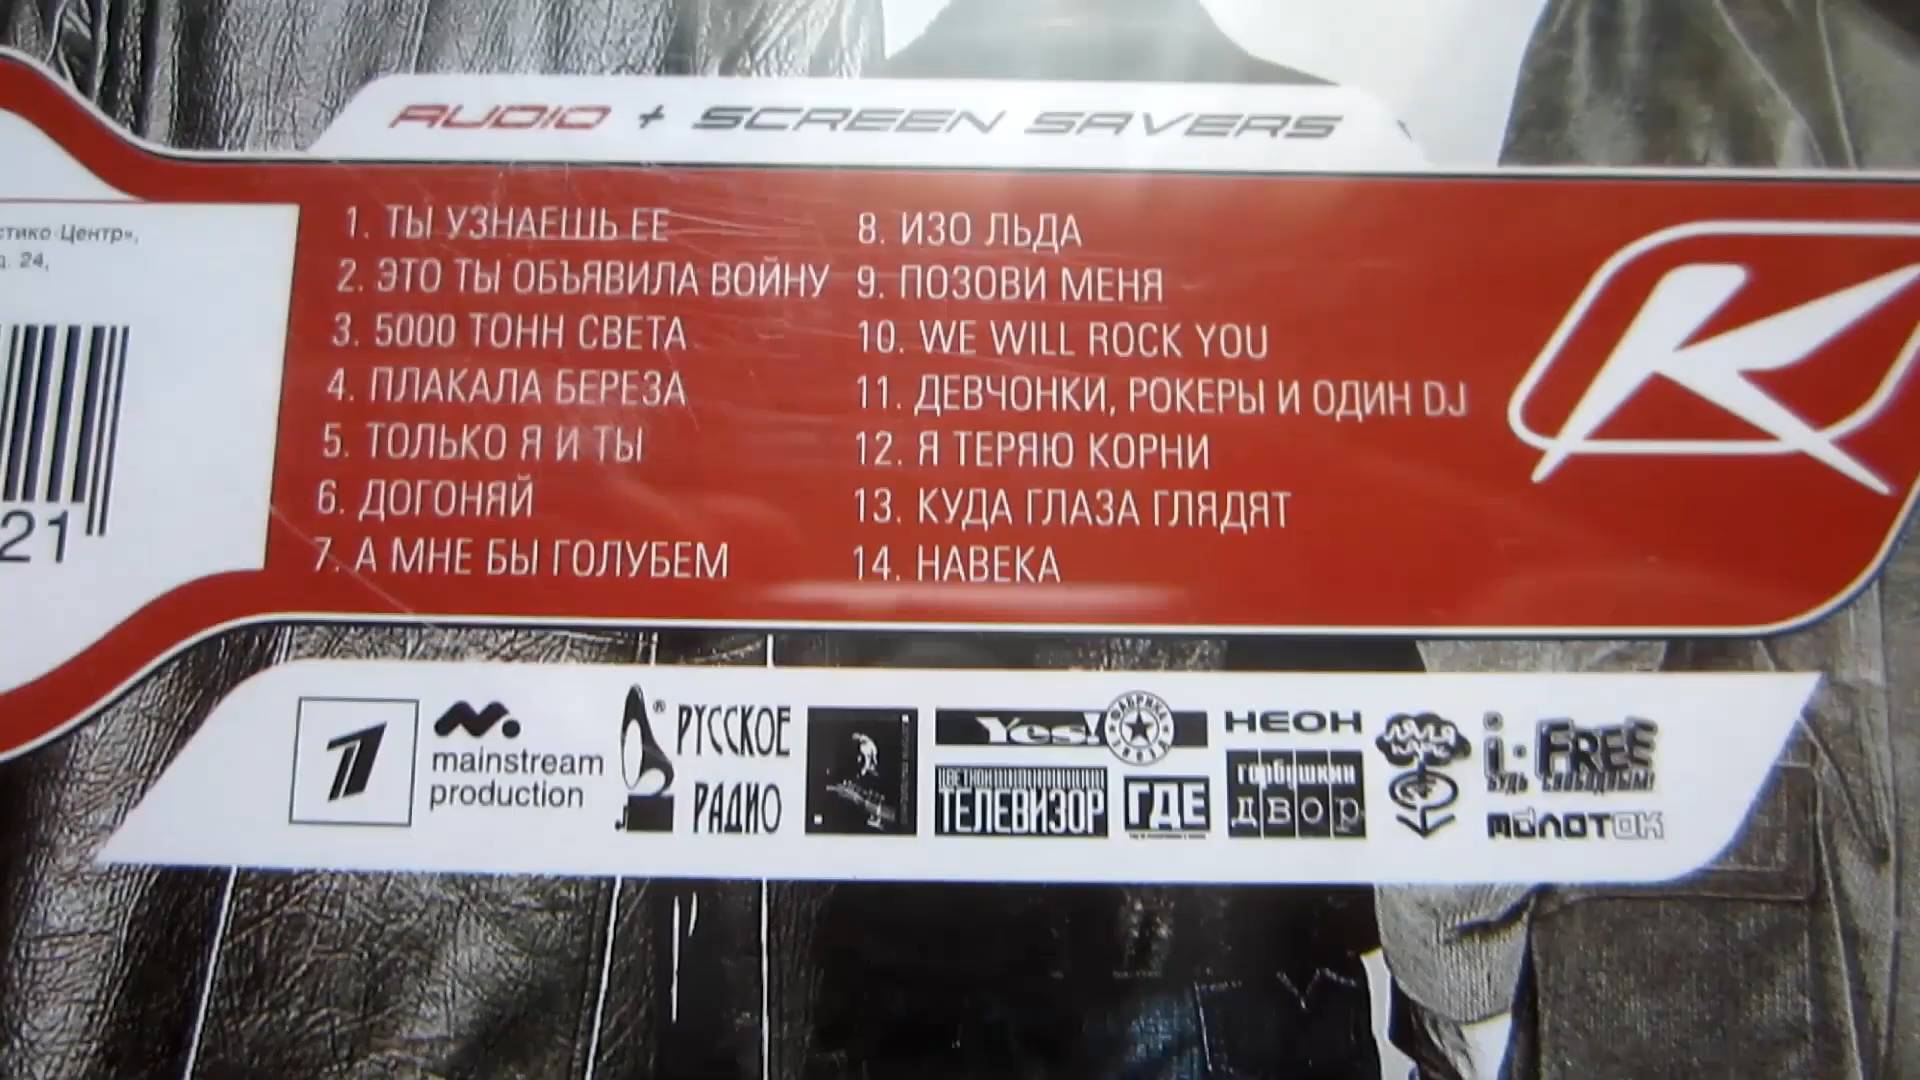 AUDIO + SCREEN SAVERS
стико-Центр»,
д. 24,
21
1. ТЫ УЗНАЕШЬ ЕЕ
2. ЭТО ТЫ ОБЪЯВИЛА ВОЙНУ
3. 5000 ТОНН СВЕТА
4. ПЛАКАЛА БЕРЕЗА
5. ТОЛЬКО Я И ТЫ
6. ДОГОНЯЙ
7. А МНЕ БЫ ГОЛУБЕМ
8. ИЗО ЛЬДА
9. ПОЗОВИ МЕНЯ
10. WE WILL ROCK YOU
11. ДЕВЧОНКИ, РОКЕРЫ И ОДИН DJ
12. Я ТЕРЯЮ КОРНИ
13. КУДА ГЛАЗА ГЛЯДЯТ
14. НАВЕКА
K
1
mainstream
production
РУССКОЕ
РАДИО
®
Yes!
ФАБРИКА
ЗВЕЗД
ТЕЛЕВИЗОР
ГДЕ
НЕОН
горбушкин
двор
i-FREE
БУДЬ СВОБОДНЫМ!
МОЛОТОК